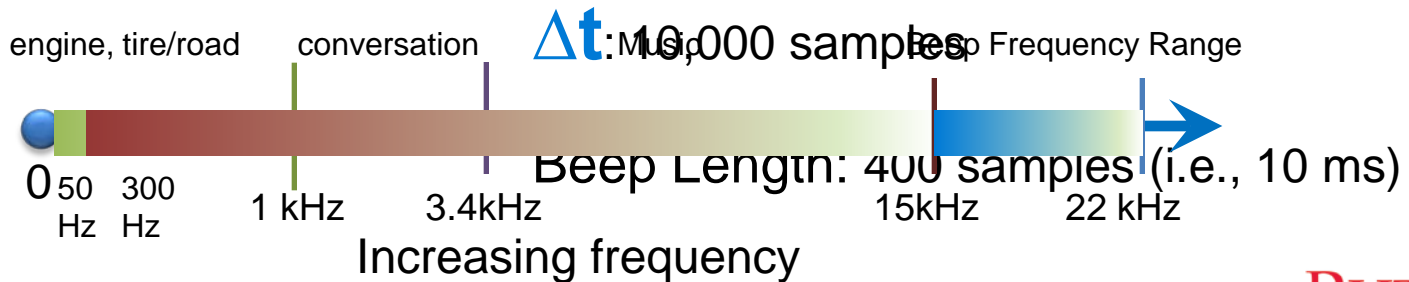 engine, tire/road
conversation
Δt: 10,000 samples
Music
Beep Frequency Range
Beep Length: 400 samples (i.e., 10 ms)
0
50 Hz
300 Hz
1 kHz
3.4kHz
15kHz
22 kHz
Increasing frequency